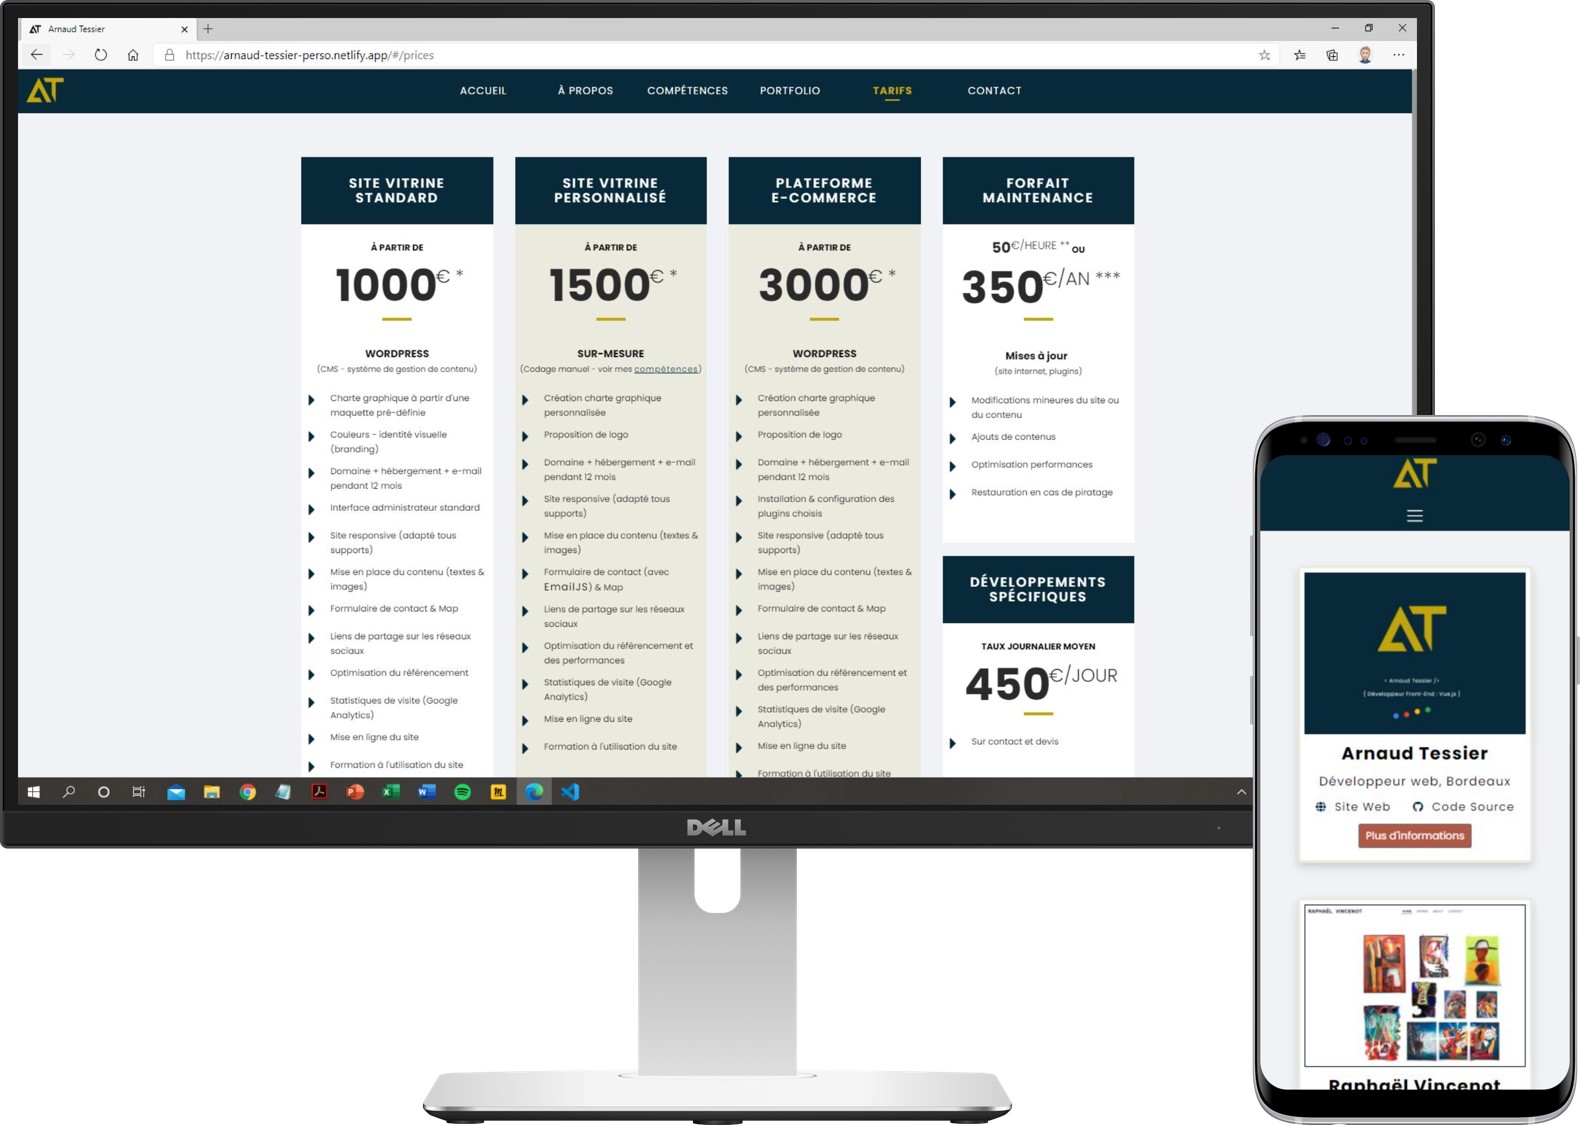 Arnaud Tessier
https://arnaud-tessier-perso.netlify.app/#/prices
AT
ACCUEIL À PROPOS COMPÉTENCES PORTFOLIO TARIFS CONTACT
SITE VITRINE
STANDARD
À PARTIR DE
1000€ *
WORDPRESS
(CMS - système de gestion de contenu)
Charte graphique à partir d'une
maquette pré-définie
Couleurs - identité visuelle
(branding)
Domaine + hébergement + e-mail
pendant 12 mois
Interface administrateur standard
Site responsive (adapté tous
supports)
Mise en place du contenu (textes &
images)
Formulaire de contact & Map
Liens de partage sur les réseaux
sociaux
Optimisation du référencement
Statistiques de visite (Google
Analytics)
Mise en ligne du site
Formation à l'utilisation du site
SITE VITRINE
PERSONNALISÉ
À PARTIR DE
1500€ *
SUR-MESURE
(Codage manuel - voir mes compétences)
Création charte graphique
personnalisée
Proposition de logo
Domaine + hébergement + e-mail
pendant 12 mois
Site responsive (adapté tous
supports)
Mise en place du contenu (textes &
images)
Formulaire de contact (avec
EmailJS) & Map
Liens de partage sur les réseaux
sociaux
Optimisation du référencement et
des performances
Statistiques de visite (Google
Analytics)
Mise en ligne du site
Formation à l'utilisation du site
PLATEFORME
E-COMMERCE
À PARTIR DE
3000€ *
WORDPRESS
(CMS - système de gestion de contenu)
Création charte graphique
personnalisée
Proposition de logo
Domaine + hébergement + e-mail
pendant 12 mois
Installation & configuration des
plugins choisis
Site responsive (adapté tous
supports)
Mise en place du contenu (textes &
images)
Formulaire de contact & Map
Liens de partage sur les réseaux
sociaux
Optimisation du référencement et
des performances
Statistiques de visite (Google
Analytics)
Mise en ligne du site
Formation à l'utilisation du site
FORFAIT
MAINTENANCE
50€/HEURE ** OU
350€/AN ***
Mises à jour
(site internet, plugins)
Modifications mineures du site ou
du contenu
Ajouts de contenus
Optimisation performances
Restauration en cas de piratage
DÉVELOPPEMENTS
SPÉCIFIQUES
TAUX JOURNALIER MOYEN
450€/JOUR
Sur contact et devis
DELL
AT
AT
< Arnaud Tessier />
{ Développeur Front-End : Vue.js }
Arnaud Tessier
Développeur web, Bordeaux
Site Web Code Source
Plus d'informations
RAPHAËL VINCENOT
Raphaël Vincenot